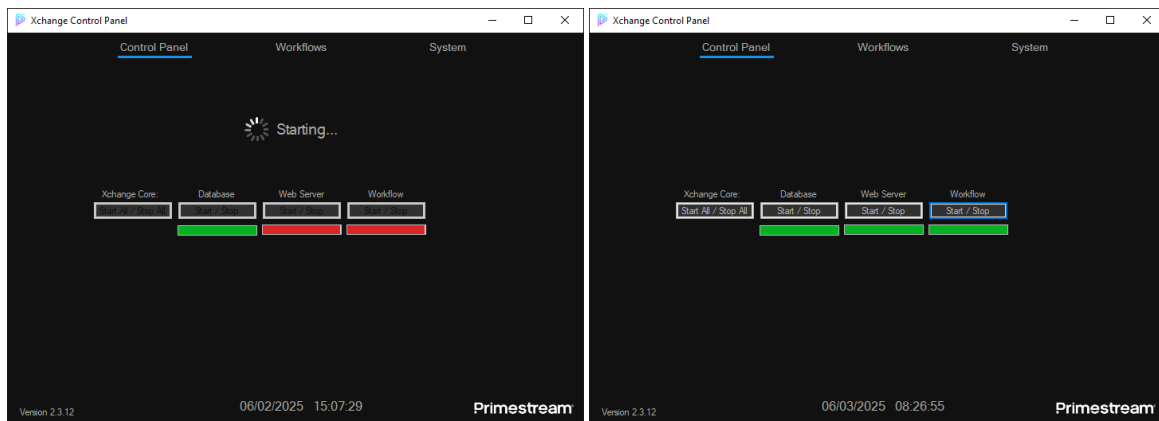 Xchange Control Panel
Control Panel Workflows System
Starting...
Xchange Core: Database Web Server Workflow
Start All / Stop All Start / Stop Start / Stop Start / Stop
Version 2.3.12 06/02/2025 15:07:29 Primestream
Xchange Control Panel
Control Panel Workflows System
Xchange Core: Database Web Server Workflow
Start All / Stop All Start / Stop Start / Stop Start / Stop
Version 2.3.12 06/03/2025 08:26:55 Primestream